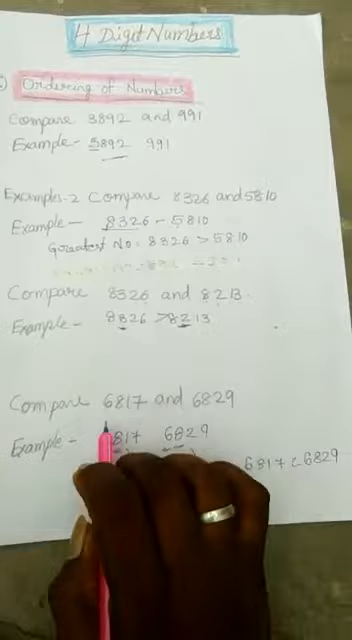 4 Digit Numbers
Ordering of Numbers
Compare 3892 and 991
Example - 3892 991
Examples-2 Compare 8326 and 5810
Example - 8326 - 5810
Greatest No: 8326 > 5810
Compare 8326 and 8213
Example - 8326 > 8213
Compare 6817 and 6829
Example - 817 6829
6817 < 6829